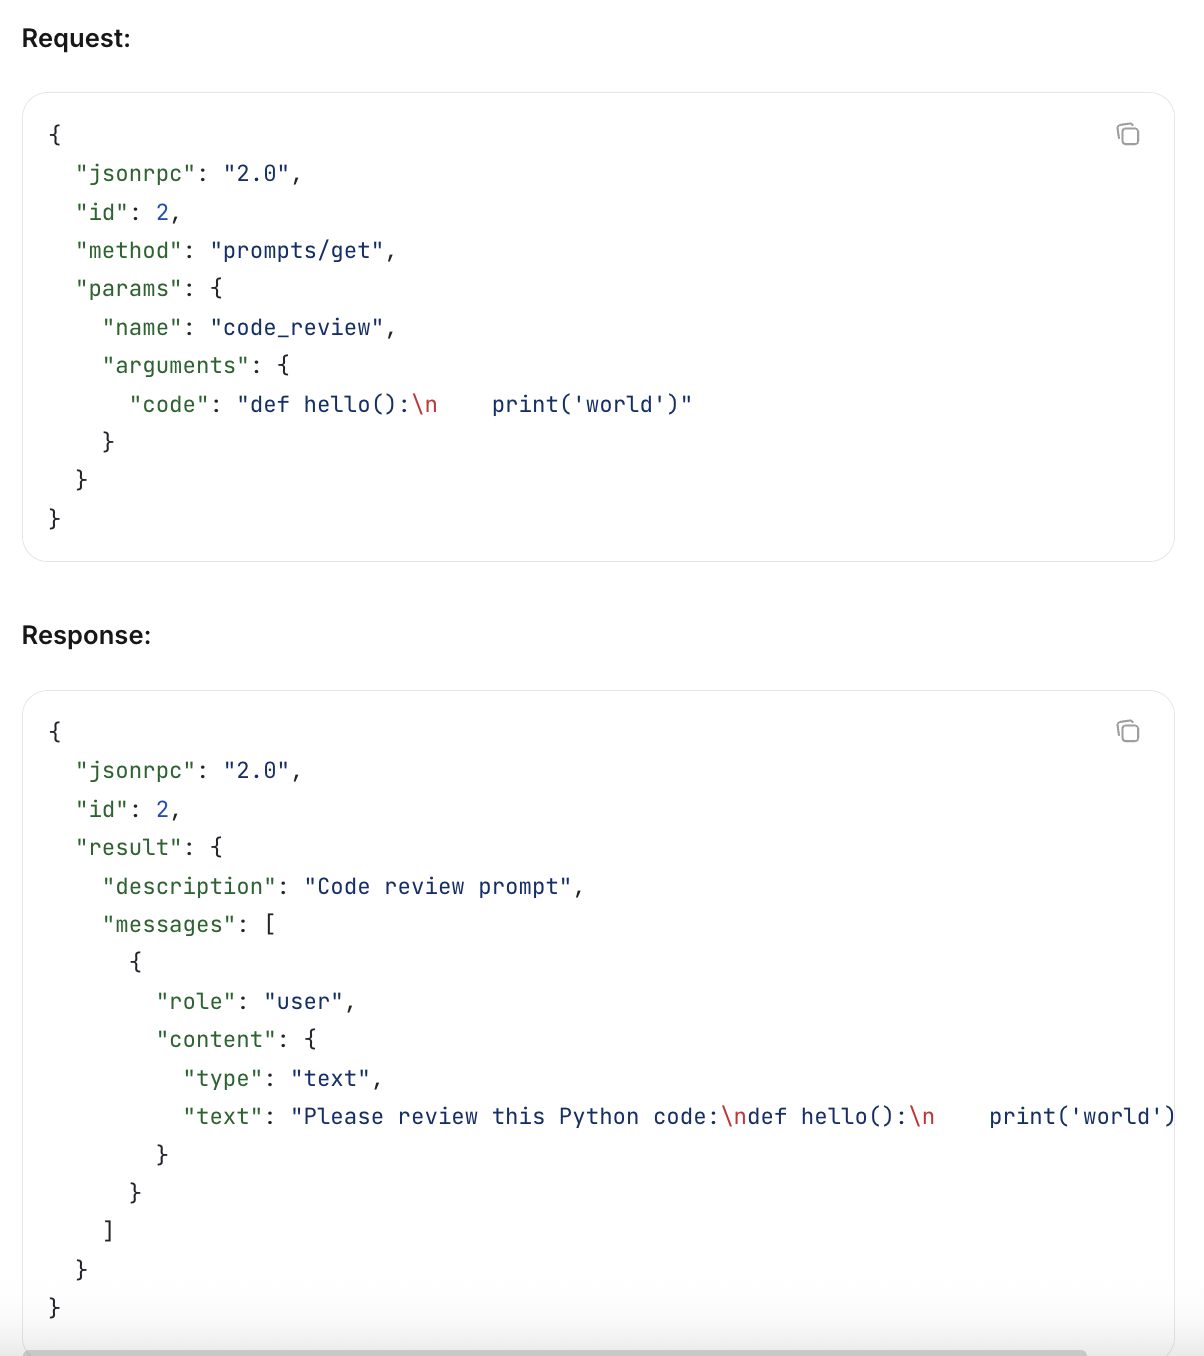 Request:
{
  "jsonrpc": "2.0",
  "id": 2,
  "method": "prompts/get",
  "params": {
    "name": "code_review",
    "arguments": {
      "code": "def hello():\n    print('world')"
    }
  }
}
Response:
{
  "jsonrpc": "2.0",
  "id": 2,
  "result": {
    "description": "Code review prompt",
    "messages": [
      {
        "role": "user",
        "content": {
          "type": "text",
          "text": "Please review this Python code:\ndef hello():\n    print('world')
        }
      }
    ]
  }
}